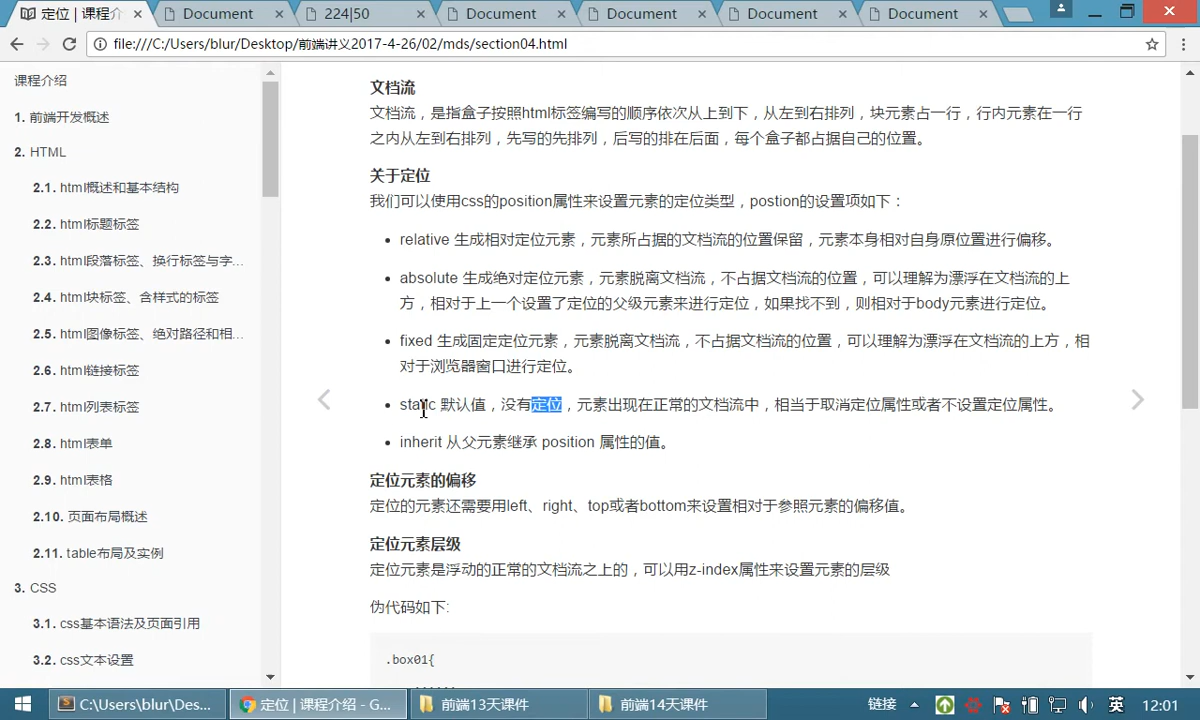 定位 | 课程介
Document
224|50
Document
Document
Document
Document
file:///C:/Users/blur/Desktop/前端讲义2017-4-26/02/mds/section04.html
课程介绍
1. 前端开发概述
2. HTML
2.1. html概述和基本结构
2.2. html标题标签
2.3. html段落标签、换行标签与字...
2.4. html块标签、含样式的标签
2.5. html图像标签、绝对路径和相...
2.6. html链接标签
2.7. html列表标签
2.8. html表单
2.9. html表格
2.10. 页面布局概述
2.11. table布局及实例
3. CSS
3.1. css基本语法及页面引用
3.2. css文本设置
文档流
文档流，是指盒子按照html标签编写的顺序依次从上到下，从左到右排列，块元素占一行，行内元素在一行
之内从左到右排列，先写的先排列，后写的排在后面，每个盒子都占据自己的位置。
关于定位
我们可以使用css的position属性来设置元素的定位类型，postion的设置项如下：
relative 生成相对定位元素，元素所占据的文档流的位置保留，元素本身相对自身原位置进行偏移。
absolute 生成绝对定位元素，元素脱离文档流，不占据文档流的位置，可以理解为漂浮在文档流的上
方，相对于上一个设置了定位的父级元素来进行定位，如果找不到，则相对于body元素进行定位。
fixed 生成固定定位元素，元素脱离文档流，不占据文档流的位置，可以理解为漂浮在文档流的上方，相
对于浏览器窗口进行定位。
static 默认值，没有定位，元素出现在正常的文档流中，相当于取消定位属性或者不设置定位属性。
inherit 从父元素继承 position 属性的值。
定位元素的偏移
定位的元素还需要用left、right、top或者bottom来设置相对于参照元素的偏移值。
定位元素层级
定位元素是浮动的正常的文档流之上的，可以用z-index属性来设置元素的层级
伪代码如下:
.box01{
C:\Users\blur\Des...
定位 | 课程介绍 - G...
前端13天课件
前端14天课件
链接
英
12:01